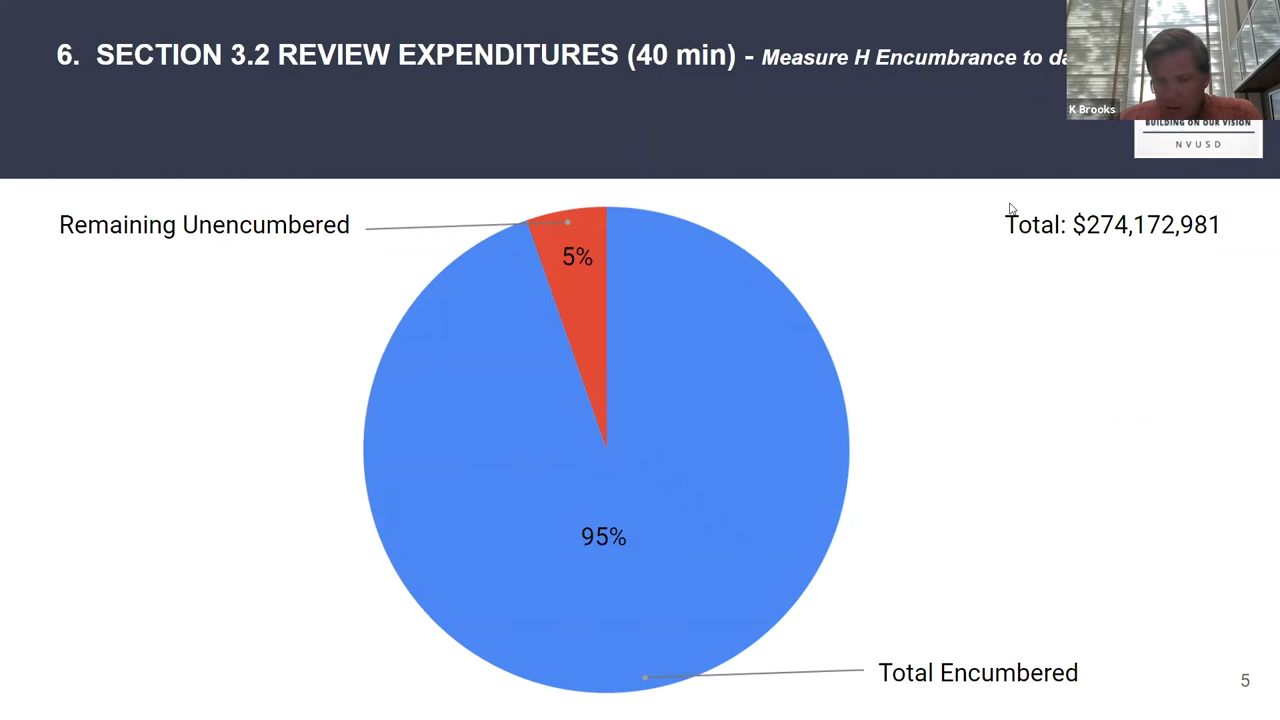 6. SECTION 3.2 REVIEW EXPENDITURES (40 min) - Measure H Encumbrance to
K Brooks
BUILDING ON OUR VISION
NVUSD
Remaining Unencumbered
Total: $274,172,981
5%
95%
Total Encumbered
5